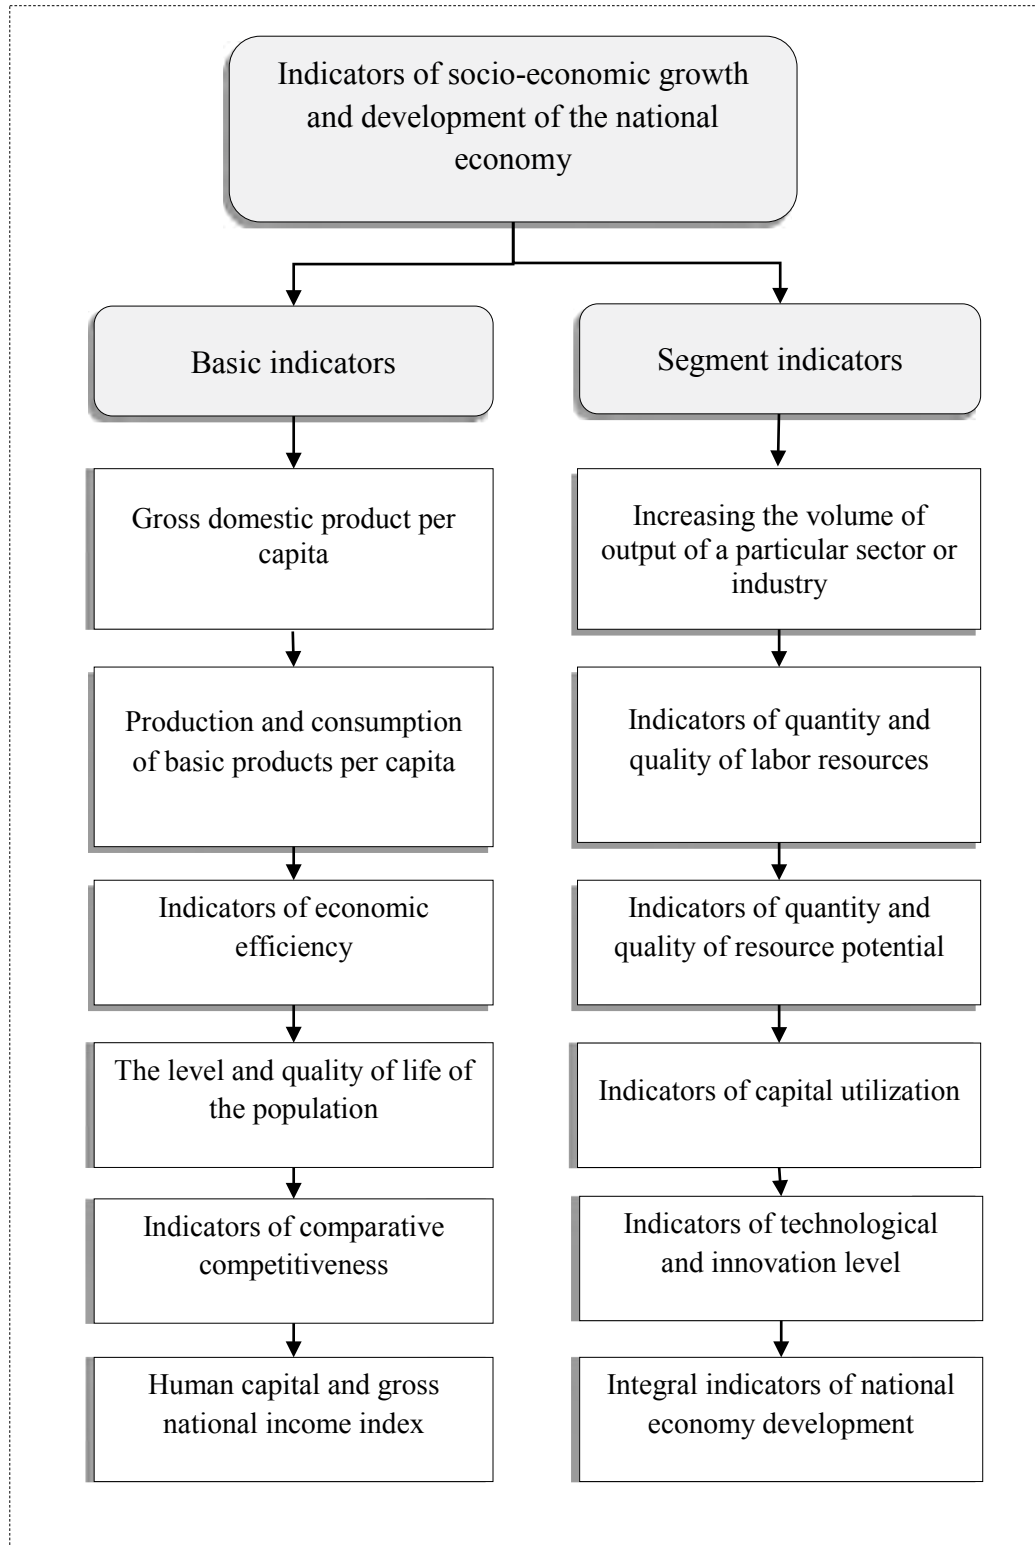 Indicators of socio-economic growth
and development of the national
economy
Basic indicators
Segment indicators
Gross domestic product per
capita
Increasing the volume of
output of a particular sector or
industry
Production and consumption
of basic products per capita
Indicators of quantity and
quality of labor resources
Indicators of economic
efficiency
Indicators of quantity and
quality of resource potential
The level and quality of life of
the population
Indicators of capital utilization
Indicators of comparative
competitiveness
Indicators of technological
and innovation level
Human capital and gross
national income index
Integral indicators of national
economy development